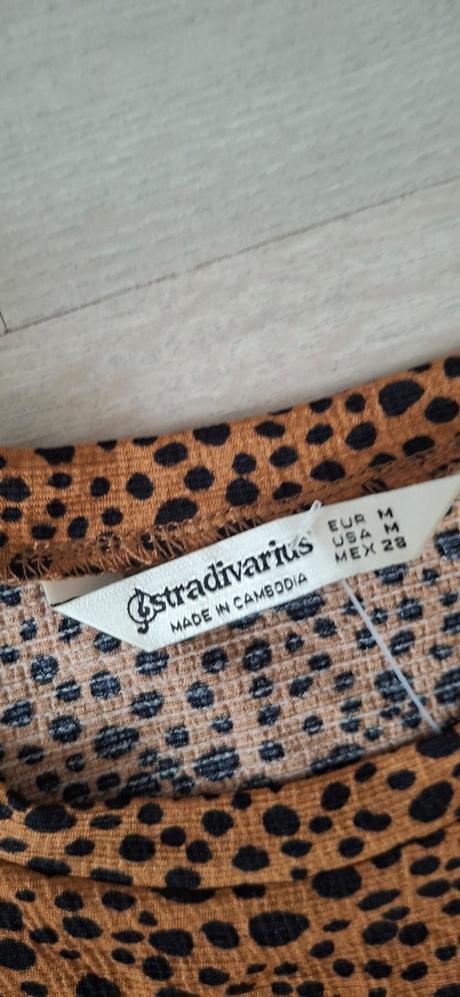 stradivarius
MADE IN CAMBODIA
EUR M
USA M
MEX 28